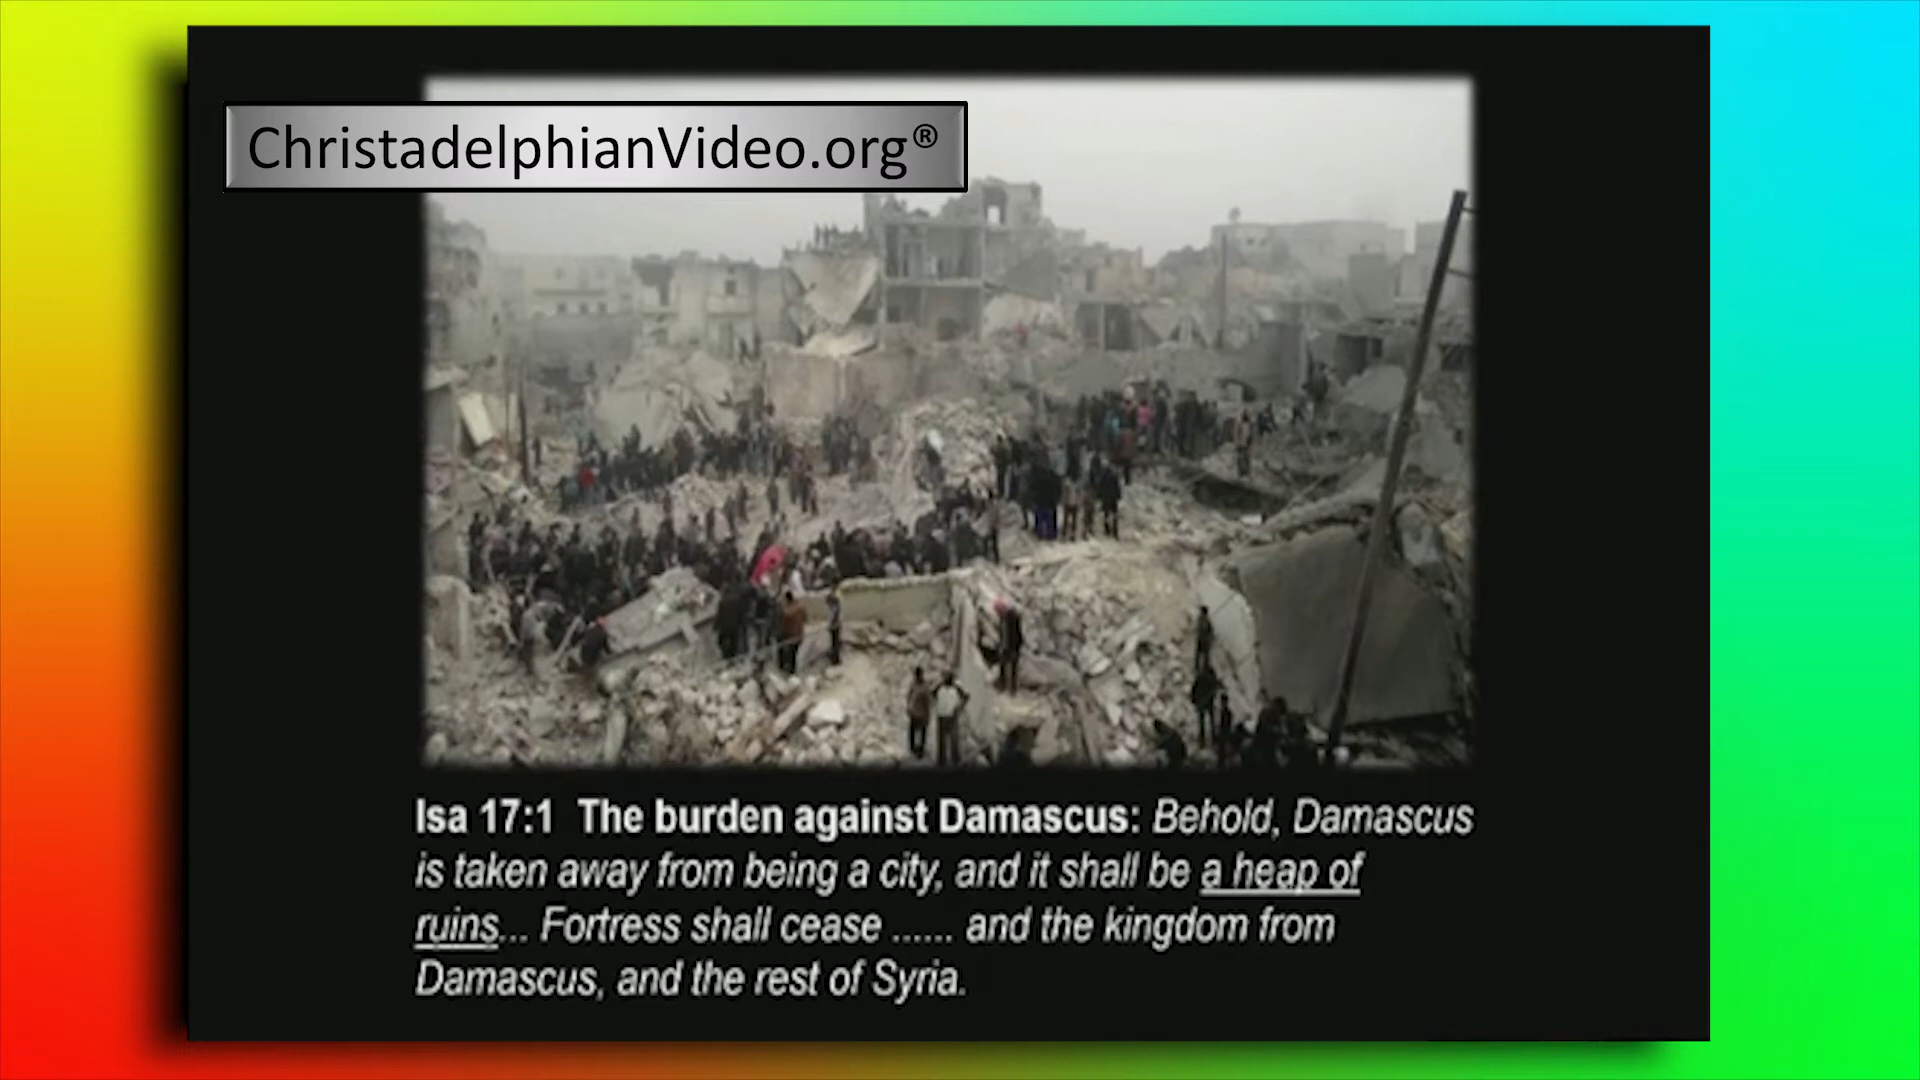 ChristadelphianVideo.org®
Isa 17:1 The burden against Damascus: Behold, Damascus
is taken away from being a city, and it shall be a heap of
ruins... Fortress shall cease ...... and the kingdom from
Damascus, and the rest of Syria.